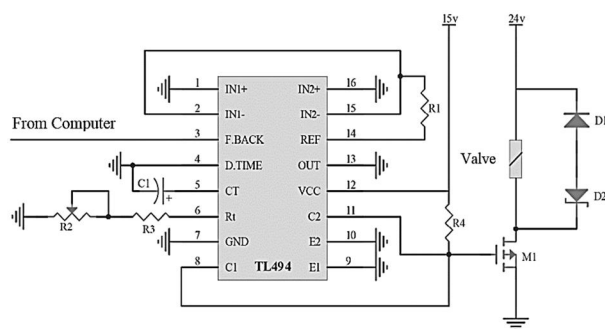 15v 24v
1 IN1+ IN2+ 16
2 IN1- IN2- 15 R1
From Computer 3 F.BACK REF 14
4 D.TIME OUT 13
C1 5 CT VCC 12
R2 R3 6 Rt C2 11
7 GND E2 10
8 C1 TL494 E1 9
R4
Valve
D1
D2
M1